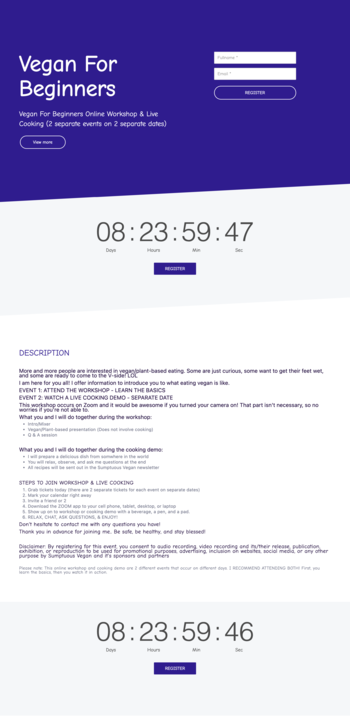 Vegan For
Beginners
Vegan For Beginners Online Workshop & Live
Cooking (2 separate events on 2 separate dates)
View more
Fullname *
Email *
REGISTER
08 : 23 : 59 : 47
Days Hours Min Sec
REGISTER
DESCRIPTION
More and more people are interested in vegan/plant-based eating. Some are just curious, some want to get their feet wet,
and some are ready to come to the V-side! LOL
I am here for you all! I offer information to introduce you to what eating vegan is like.
EVENT 1: ATTEND THE WORKSHOP - LEARN THE BASICS
EVENT 2: WATCH A LIVE COOKING DEMO - SEPARATE DATE
This workshop occurs on Zoom and it would be awesome if you turned your camera on! That part isn't necessary, so no
worries if you're not able to.
What you and I will do together during the workshop:
• Intro/Mixer
• Vegan/Plant-based presentation (Does not involve cooking)
• Q & A session
What you and I will do together during the cooking demo:
• I will prepare a delicious dish from somewhere in the world
• You will relax, observe, and ask me questions at the end
• All recipes will be sent out in the Sumptuous Vegan newsletter
STEPS TO JOIN WORKSHOP & LIVE COOKING
1. Grab tickets today (there are 2 separate tickets for each event on separate dates)
2. Mark your calendar right away
3. Invite a friend or 2
4. Download the ZOOM app to your cell phone, tablet, desktop, or laptop
5. Show up on to workshop or cooking demo with a beverage, a pen, and a pad
6. RELAX, CHAT, ASK QUESTIONS, & ENJOY!
Don't hesitate to contact me with any questions you have!
Thank you in advance for joining me. Be safe, be healthy, and stay blessed!
Disclaimer: By registering for this event, you consent to audio recording, video recording and its/their release, publication,
exhibition, or reproduction to be used for promotional purposes, advertising, inclusion on websites, social media, or any other
purpose by Sumptuous Vegan and it's sponsors and partners
Please note: This online workshop and cooking demo are 2 different events that occur on different days. I RECOMMEND ATTENDING BOTH! First, you
learn the basics, then you watch it in action.
08 : 23 : 59 : 46
Days Hours Min Sec
REGISTER